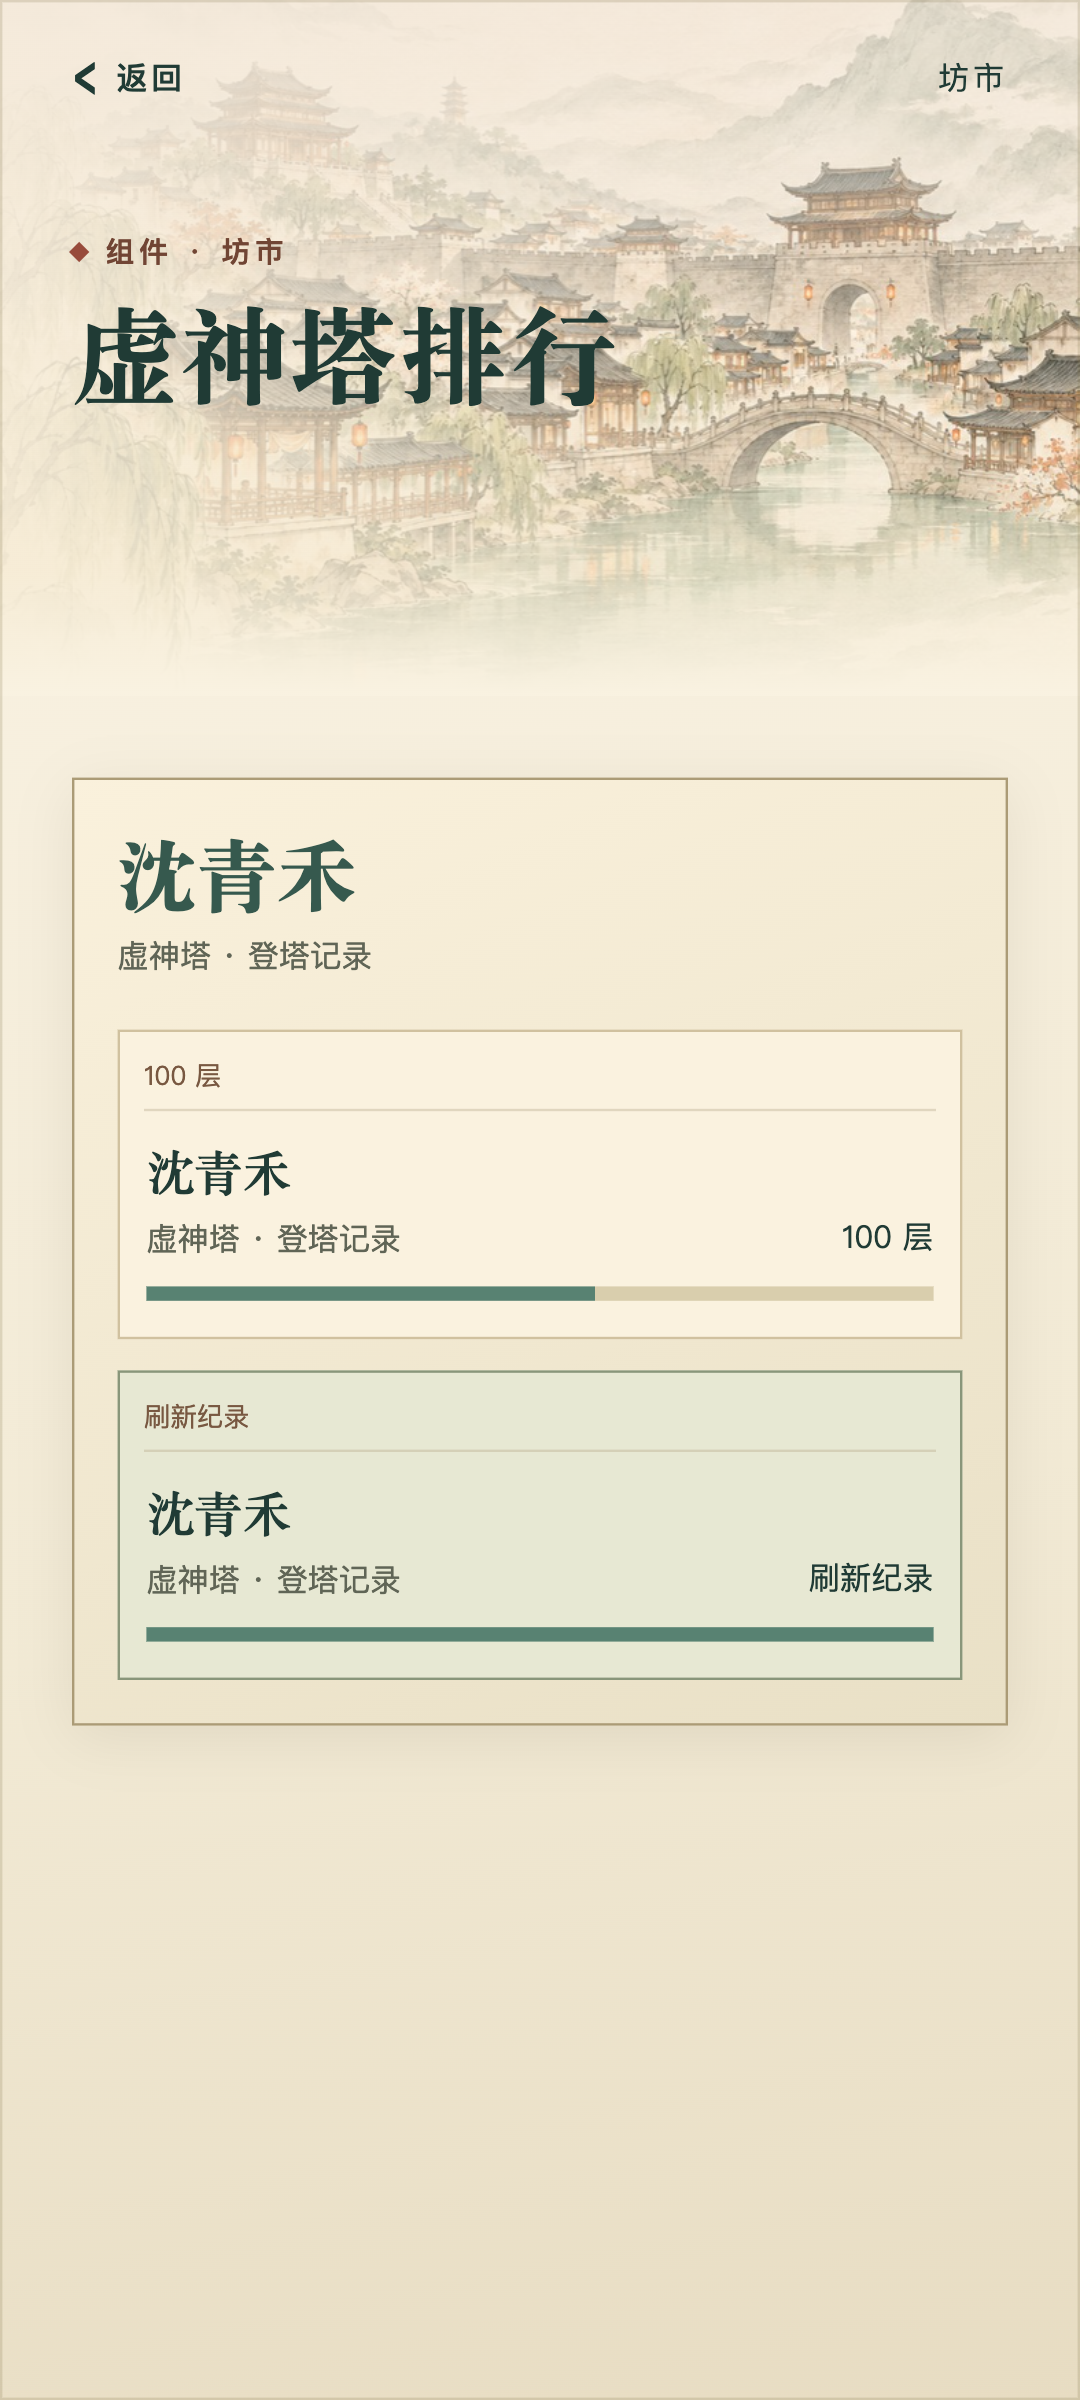 返回
坊市
组件 · 坊市
虚神塔排行
沈青禾
虚神塔 · 登塔记录
100 层
沈青禾
虚神塔 · 登塔记录
100 层
刷新纪录
沈青禾
虚神塔 · 登塔记录
刷新纪录